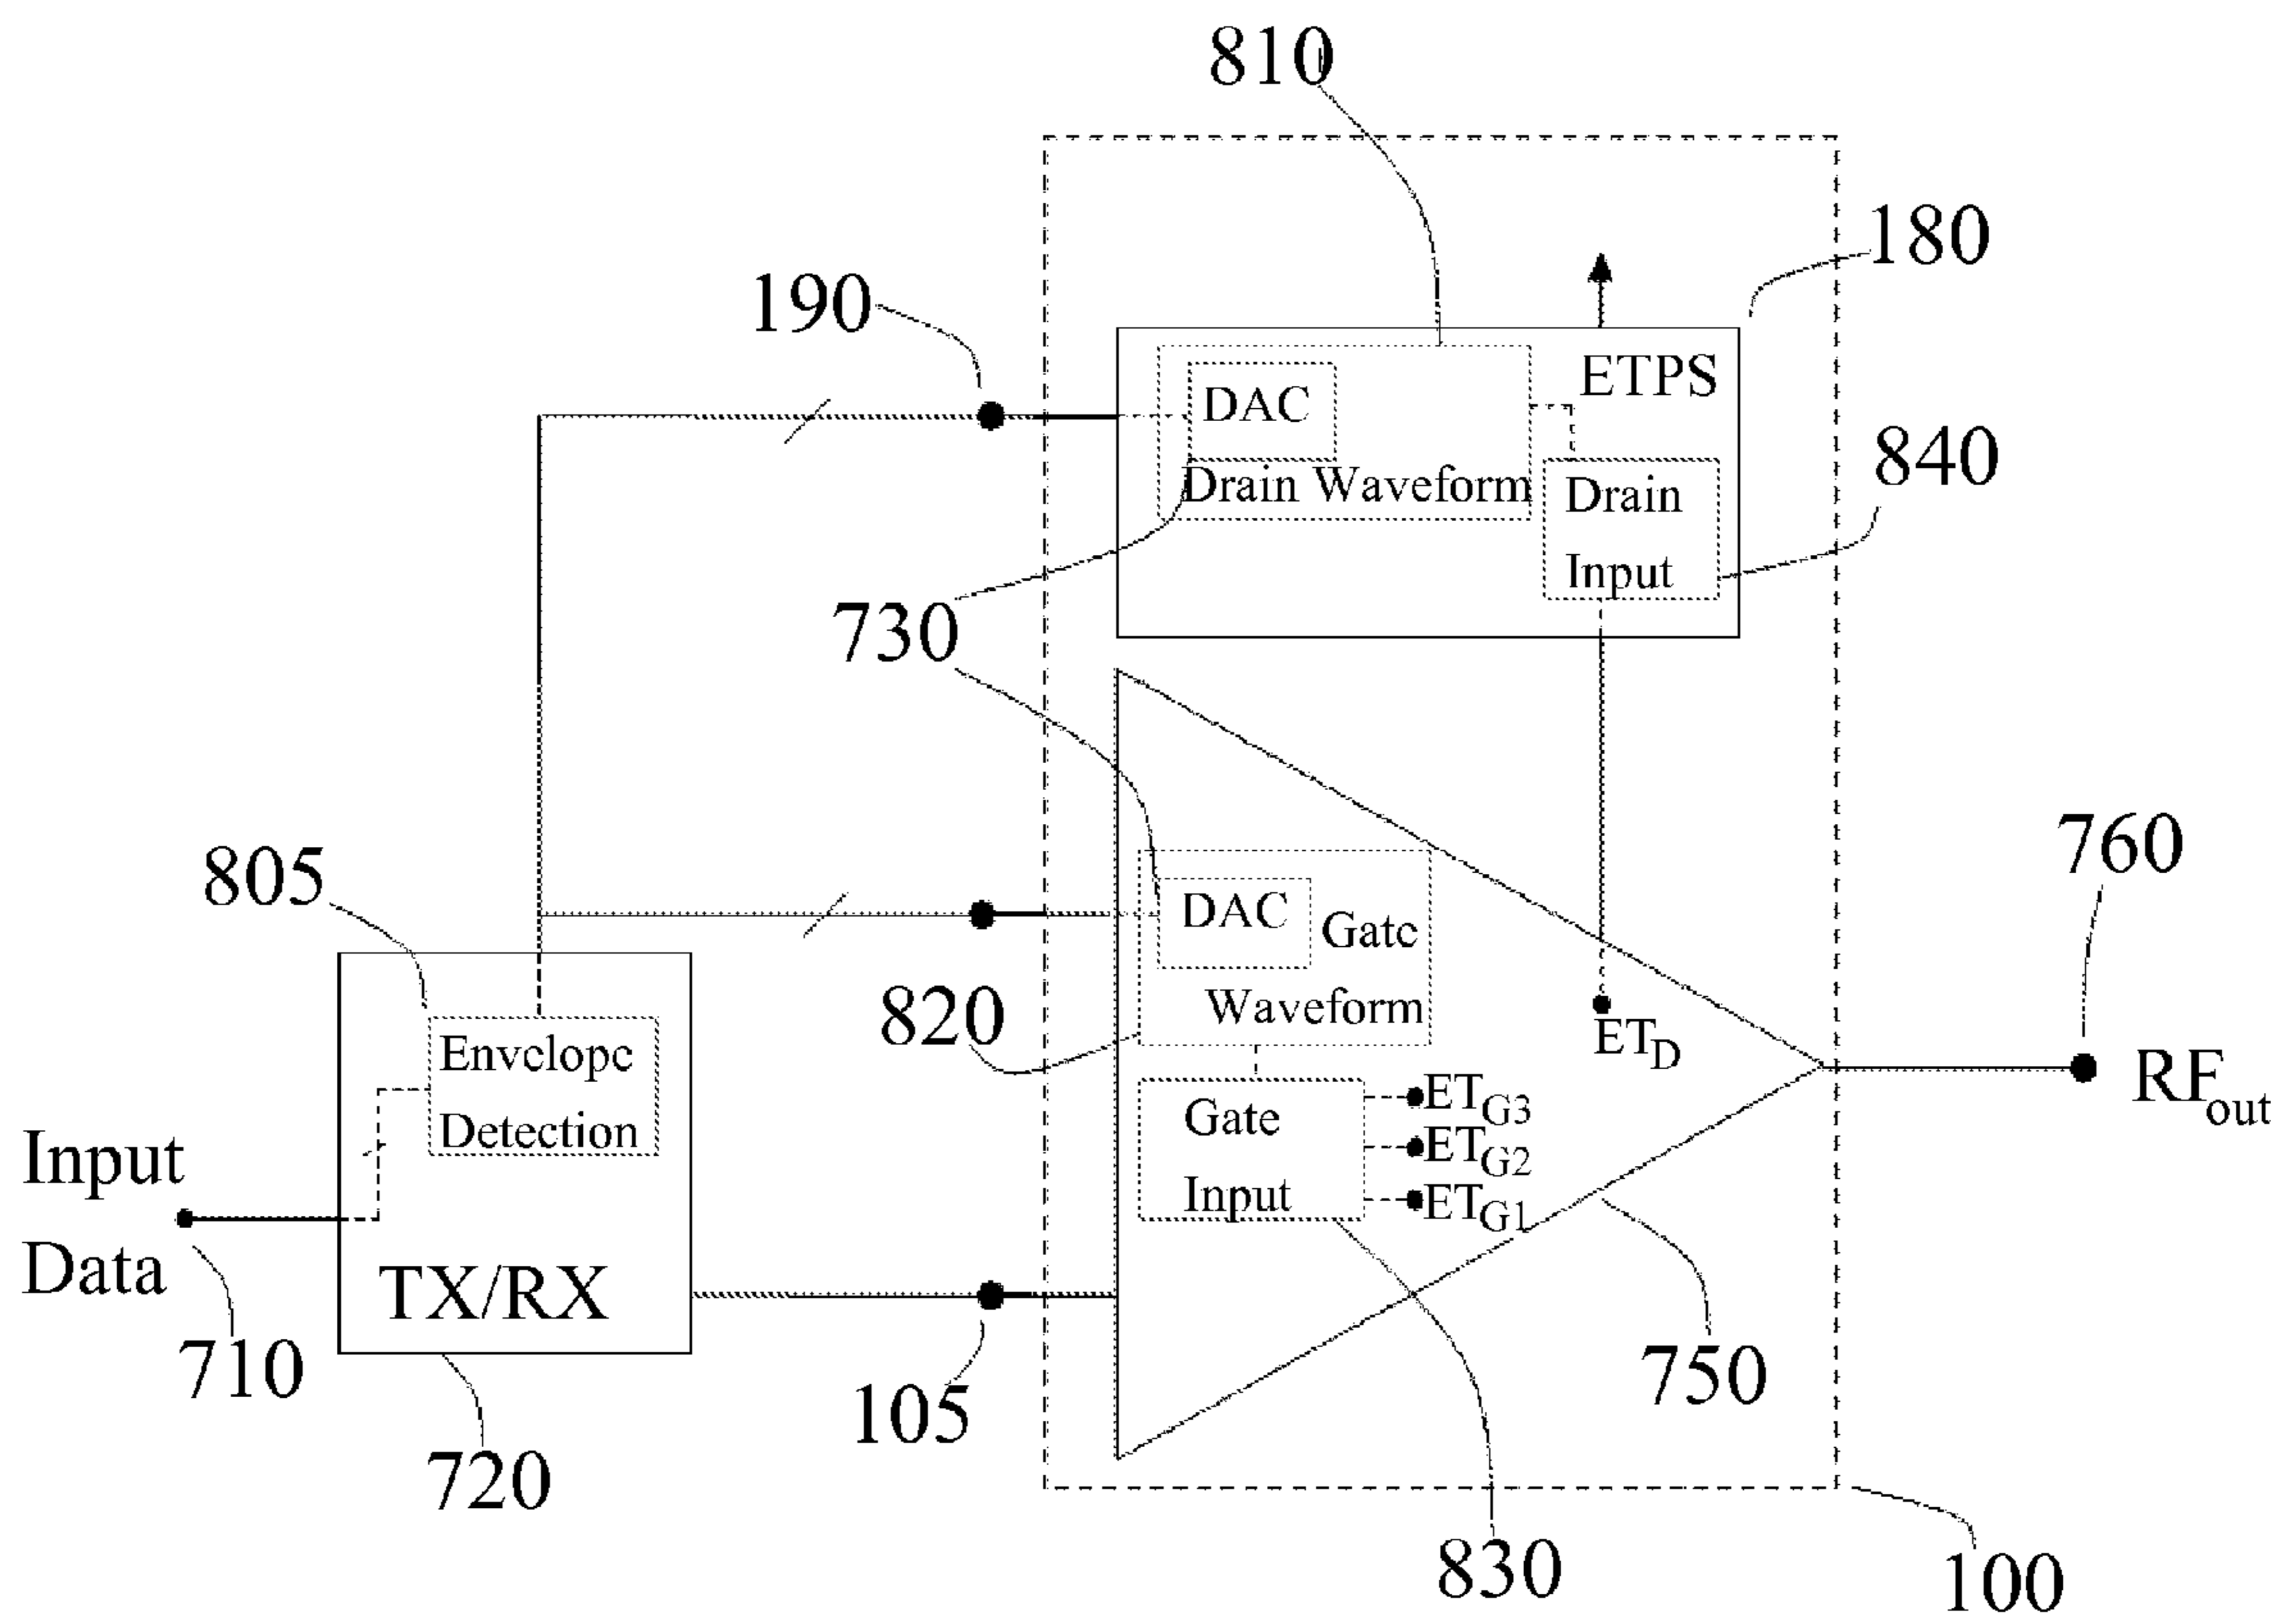 810
180
190
ETPS
DAC
Drain Waveform
840
Drain
Input
730
760
805
DAC
Gate
Waveform
820
ET_D
Envelope
Detection
RF_out
ET_G3
Gate
ET_G2
Input
ET_G1
Input
Data
TX/RX
710
105
750
720
830
100